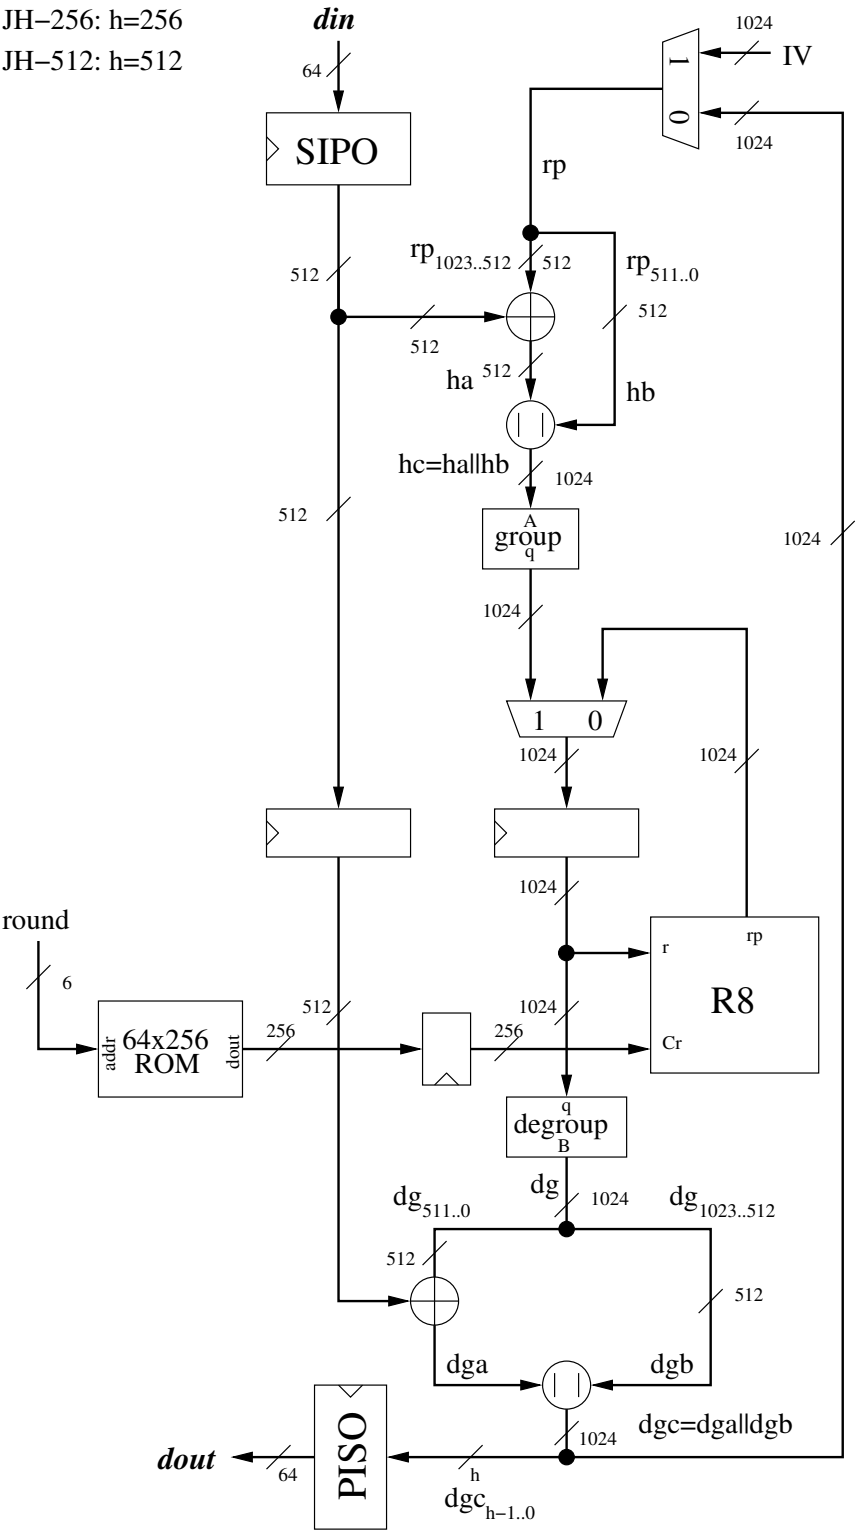 JH−256: h=256
JH−512: h=512
din
64
SIPO
1024
IV
1
0
1024
rp
rp1023..512
512
rp511..0
512
512
512
ha
512
hb
hc=ha||hb
1024
A
group
q
512
1024
1024
1 0
1024
1024
1024
round
6
addr
64x256
ROM
dout
256
512
256
1024
r
rp
R8
Cr
q
degroup
B
dg
1024
dg511..0
dg1023..512
512
512
dga
dgb
| |
1024
dgc=dga||dgb
dout
64
PISO
h
dgch−1..0